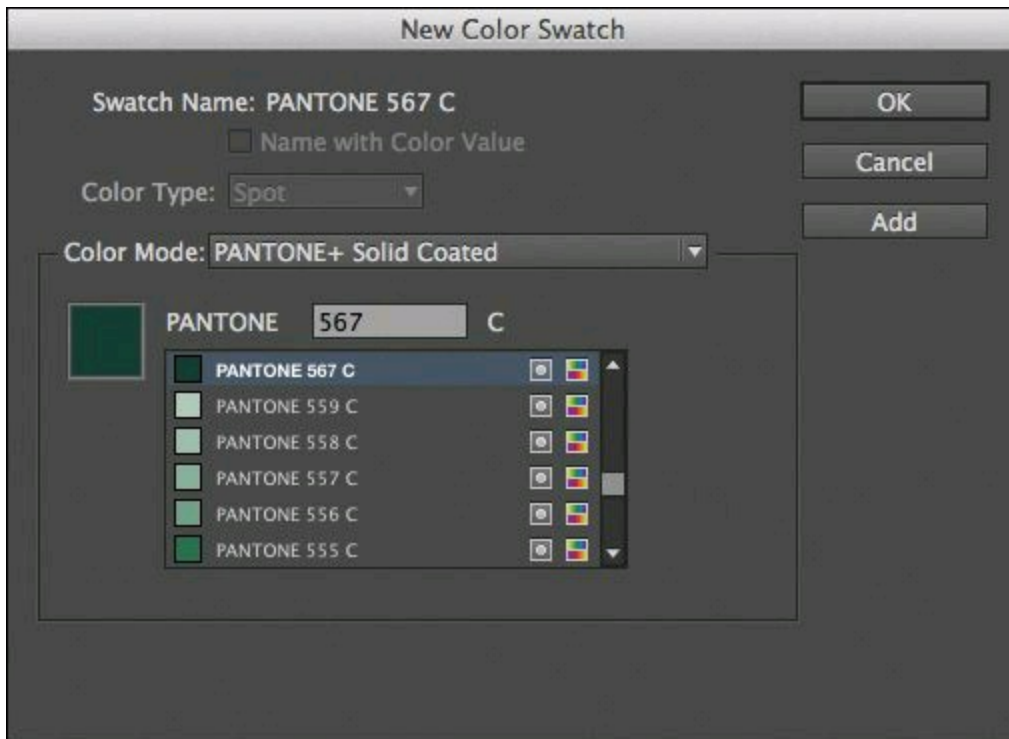 New Color Swatch
Swatch Name: PANTONE 567 C
OK
Name with Color Value
Cancel
Color Type: Spot
Add
Color Mode: PANTONE+ Solid Coated
PANTONE 567 C
PANTONE 567 C
PANTONE 559 C
PANTONE 558 C
PANTONE 557 C
PANTONE 556 C
PANTONE 555 C